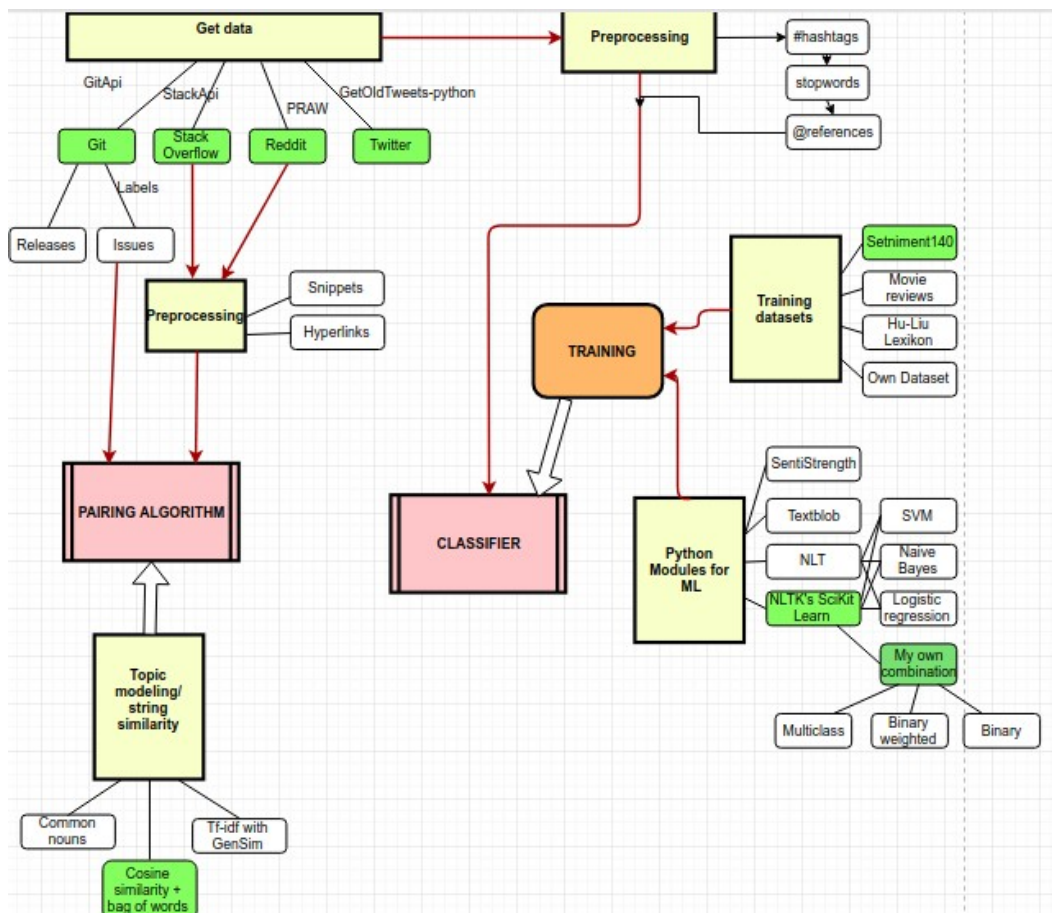 Get data
Preprocessing
#hashtags
stopwords
@references
GitApi
StackApi
PRAW
GetOldTweets-python
Git
Stack
Overflow
Reddit
Twitter
Labels
Releases
Issues
Preprocessing
Snippets
Hyperlinks
TRAINING
Training
datasets
Setniment140
Movie
reviews
Hu-Liu
Lexikon
Own Dataset
PAIRING ALGORITHM
CLASSIFIER
Python
Modules for
ML
SentiStrength
Textblob
NLT
NLTK's SciKit
Learn
SVM
Naive
Bayes
Logistic
regression
My own
combination
Multiclass
Binary
weighted
Binary
Topic
modeling/
string
similarity
Common
nouns
Cosine
similarity +
bag of words
Tf-idf with
GenSim